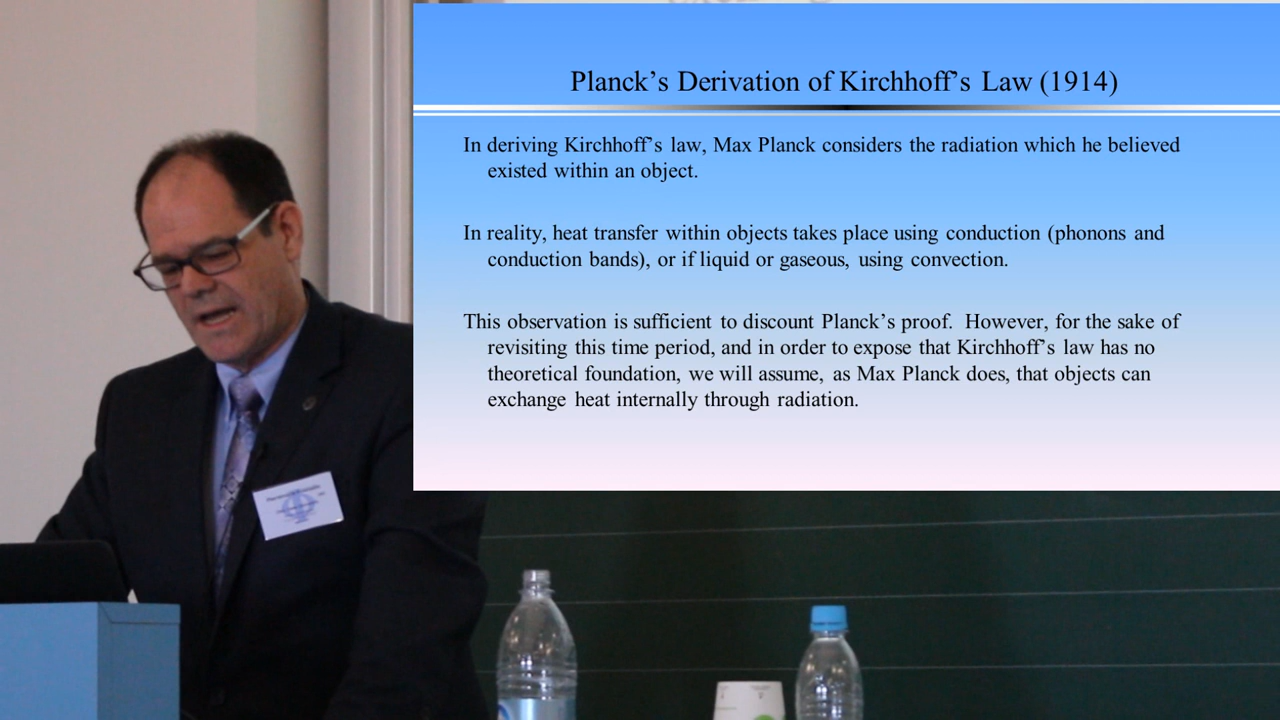 Planck’s Derivation of Kirchhoff’s Law (1914)
In deriving Kirchhoff’s law, Max Planck considers the radiation which he believed
existed within an object.
In reality, heat transfer within objects takes place using conduction (phonons and
conduction bands), or if liquid or gaseous, using convection.
This observation is sufficient to discount Planck’s proof.  However, for the sake of
revisiting this time period, and in order to expose that Kirchhoff’s law has no
theoretical foundation, we will assume, as Max Planck does, that objects can
exchange heat internally through radiation.